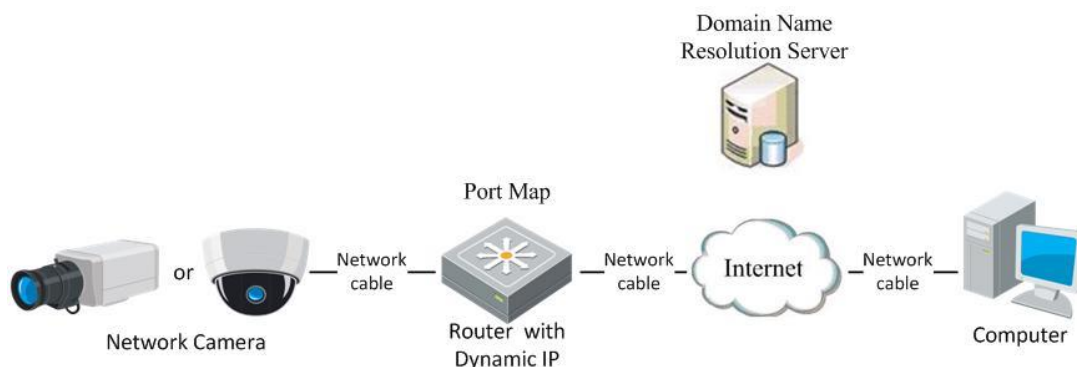 Domain Name
Resolution Server
Port Map
or
Network
cable
Network
cable
Internet
Network
cable
Network Camera
Router with
Dynamic IP
Computer